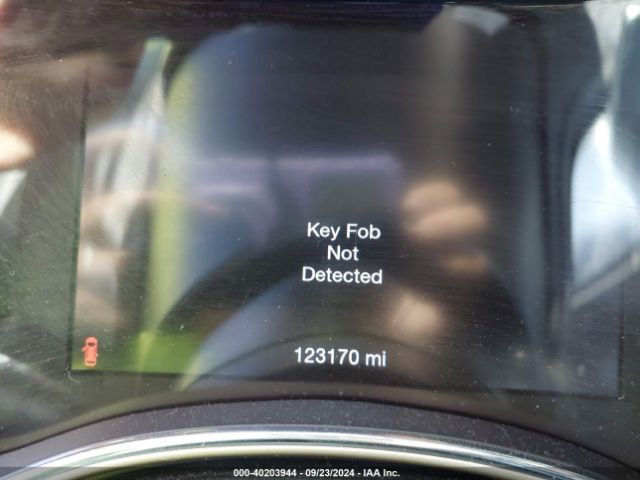 Key Fob
Not
Detected
123170 mi
000-40203944 - 09/23/2024 - IAA Inc.